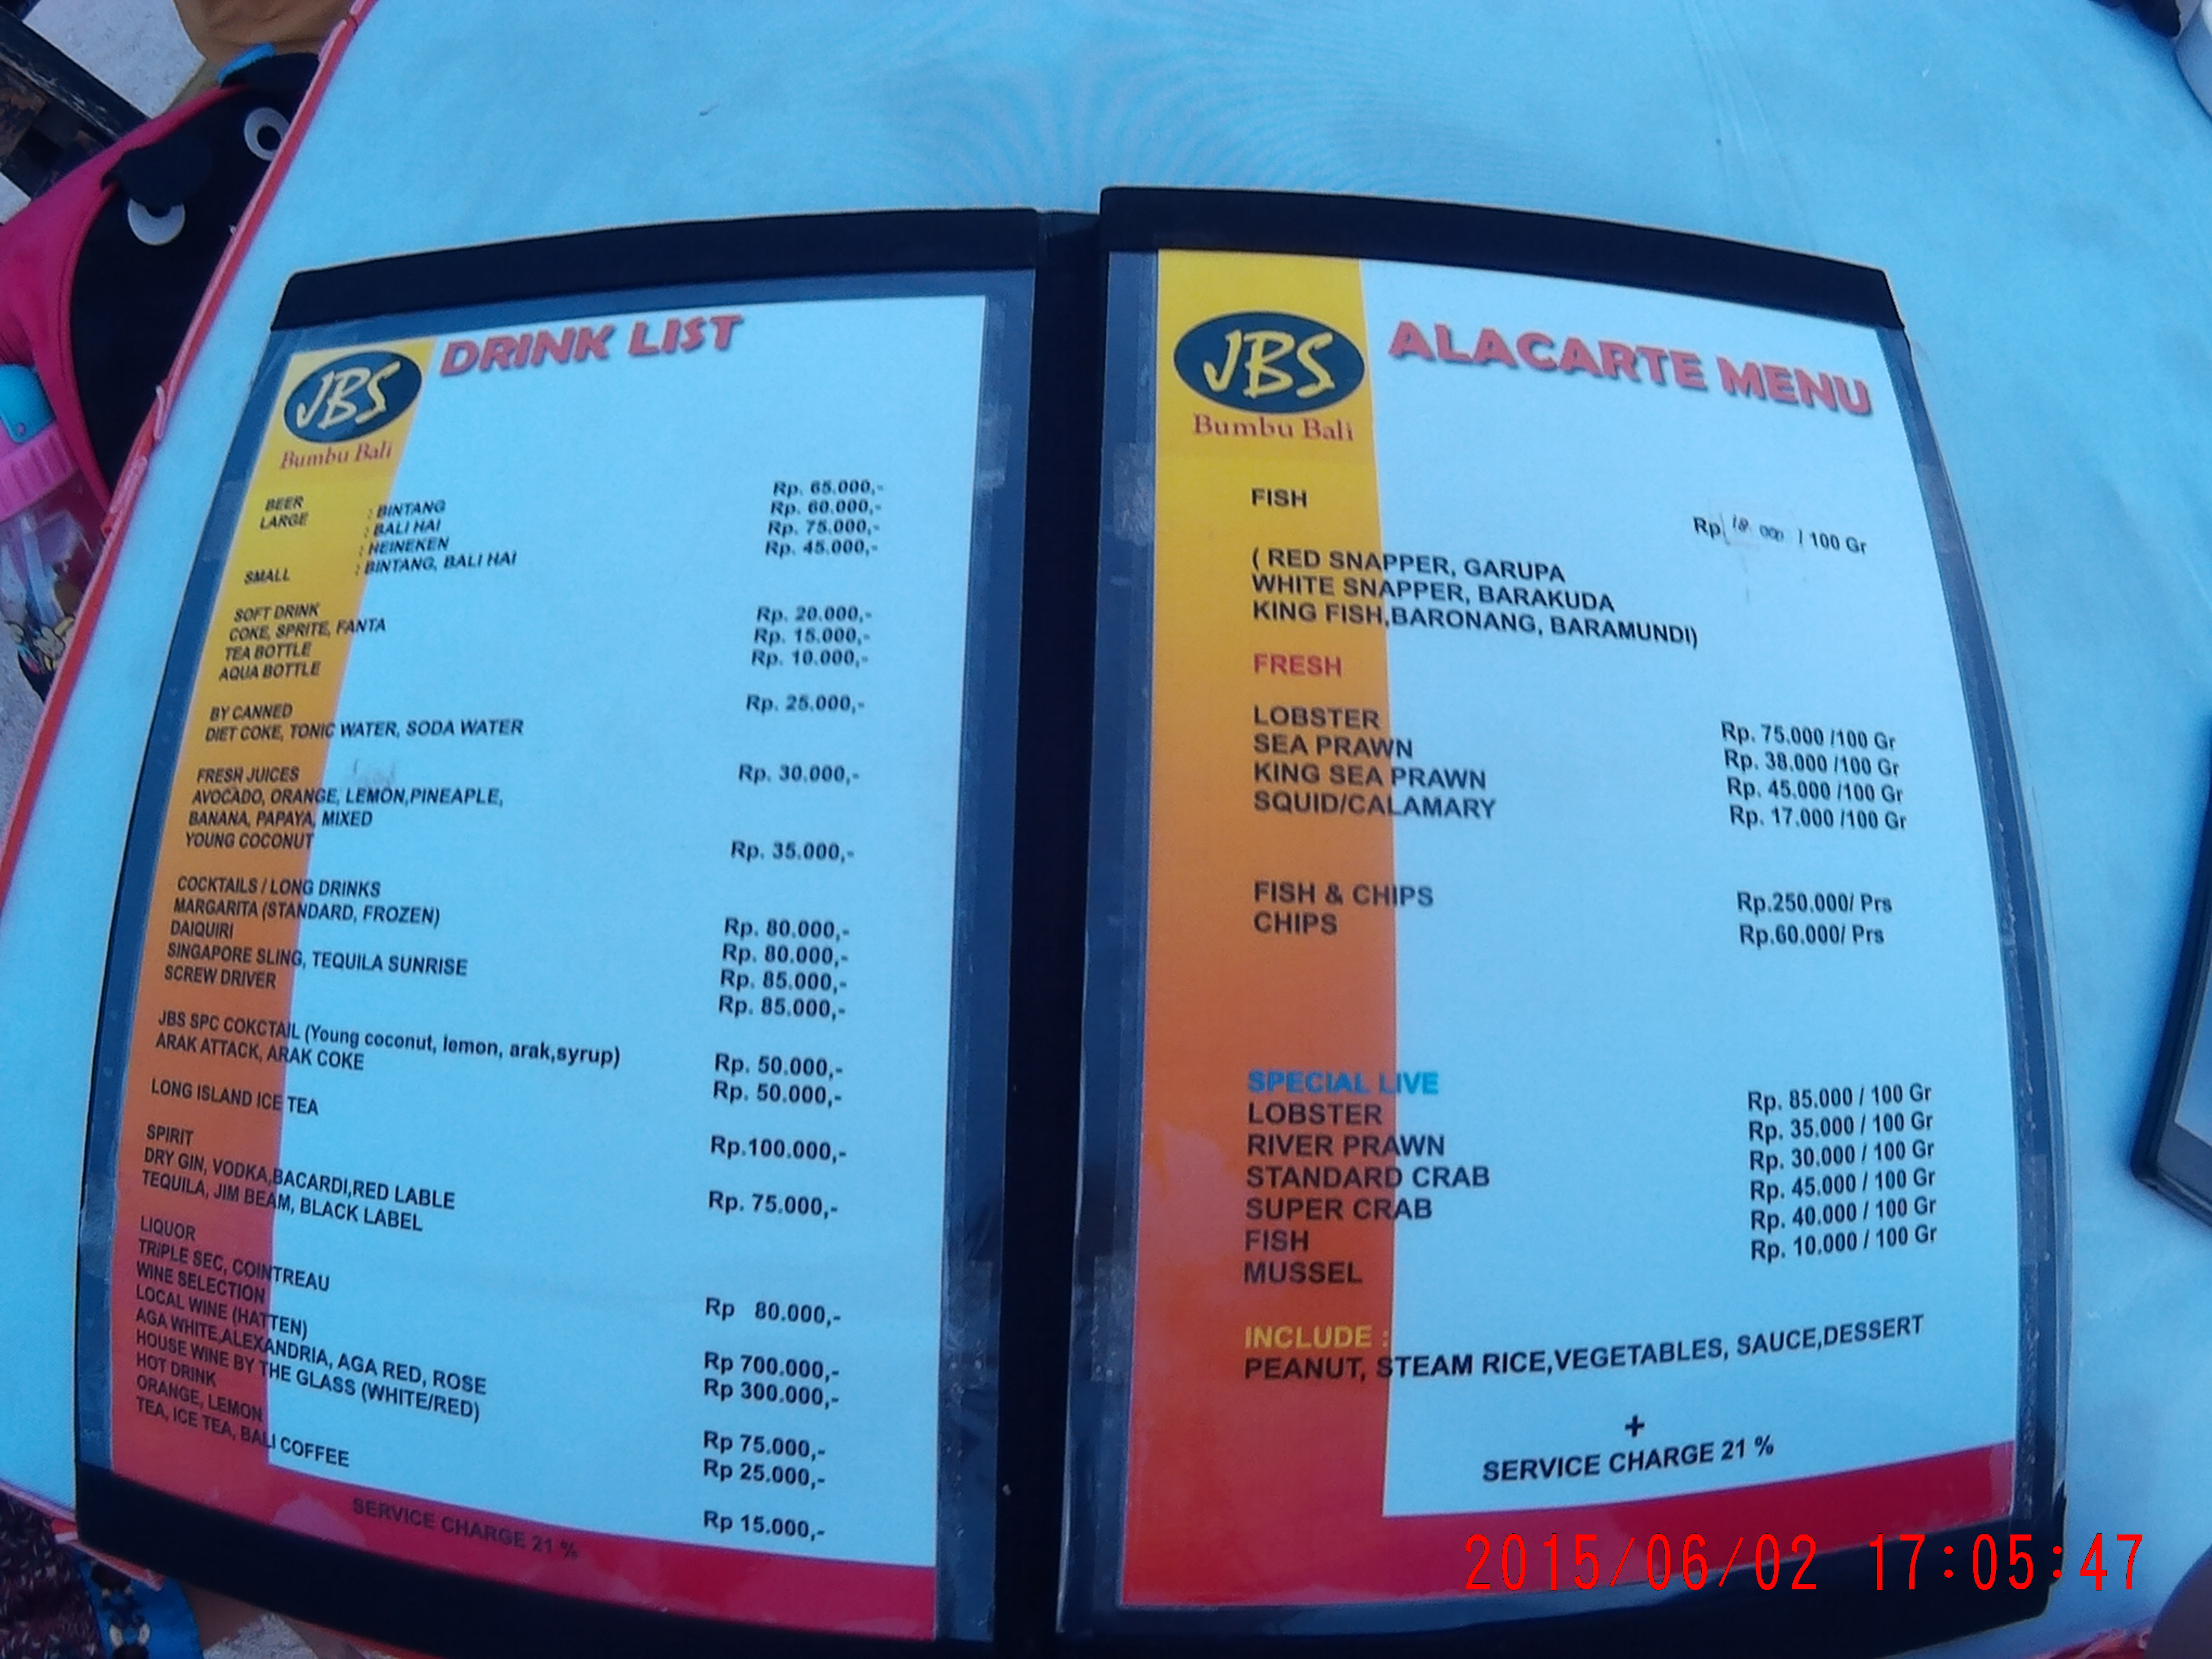 JBS
Bumbu Bali
DRINK LIST
BEER
LARGE : BINTANG Rp. 65.000,-
: BALI HAI Rp. 60.000,-
: HEINEKEN Rp. 75.000,-
SMALL : BINTANG, BALI HAI Rp. 45.000,-
SOFT DRINK
COKE, SPRITE, FANTA Rp. 20.000,-
TEA BOTTLE Rp. 15.000,-
AQUA BOTTLE Rp. 10.000,-
BY CANNED
DIET COKE, TONIC WATER, SODA WATER Rp. 25.000,-
FRESH JUICES
AVOCADO, ORANGE, LEMON,PINEAPLE, Rp. 30.000,-
BANANA, PAPAYA, MIXED
YOUNG COCONUT Rp. 35.000,-
COCKTAILS / LONG DRINKS
MARGARITA (STANDARD, FROZEN) Rp. 80.000,-
DAIQUIRI Rp. 80.000,-
SINGAPORE SLING, TEQUILA SUNRISE Rp. 85.000,-
SCREW DRIVER Rp. 85.000,-
JBS SPC COKCTAIL (Young coconut, lemon, arak,syrup) Rp. 50.000,-
ARAK ATTACK, ARAK COKE Rp. 50.000,-
LONG ISLAND ICE TEA Rp.100.000,-
SPIRIT
DRY GIN, VODKA,BACARDI,RED LABLE Rp. 75.000,-
TEQUILA, JIM BEAM, BLACK LABEL
LIQUOR
TRIPLE SEC, COINTREAU Rp 80.000,-
WINE SELECTION
LOCAL WINE (HATTEN) Rp 700.000,-
AGA WHITE,ALEXANDRIA, AGA RED, ROSE Rp 300.000,-
HOUSE WINE BY THE GLASS (WHITE/RED) Rp 75.000,-
HOT DRINK
ORANGE, LEMON Rp 25.000,-
TEA, ICE TEA, BALI COFFEE Rp 15.000,-
SERVICE CHARGE 21 %
JBS
Bumbu Bali
ALACARTE MENU
FISH
Rp 18 000 / 100 Gr
( RED SNAPPER, GARUPA
WHITE SNAPPER, BARAKUDA
KING FISH,BARONANG, BARAMUNDI)
FRESH
LOBSTER Rp. 75.000 /100 Gr
SEA PRAWN Rp. 38.000 /100 Gr
KING SEA PRAWN Rp. 45.000 /100 Gr
SQUID/CALAMARY Rp. 17.000 /100 Gr
FISH & CHIPS Rp.250.000/ Prs
CHIPS Rp.60.000/ Prs
SPECIAL LIVE
LOBSTER Rp. 85.000 / 100 Gr
RIVER PRAWN Rp. 35.000 / 100 Gr
STANDARD CRAB Rp. 30.000 / 100 Gr
SUPER CRAB Rp. 45.000 / 100 Gr
FISH Rp. 40.000 / 100 Gr
MUSSEL Rp. 10.000 / 100 Gr
INCLUDE :
PEANUT, STEAM RICE,VEGETABLES, SAUCE,DESSERT
+
SERVICE CHARGE 21 %
2015/06/02 17:05:47